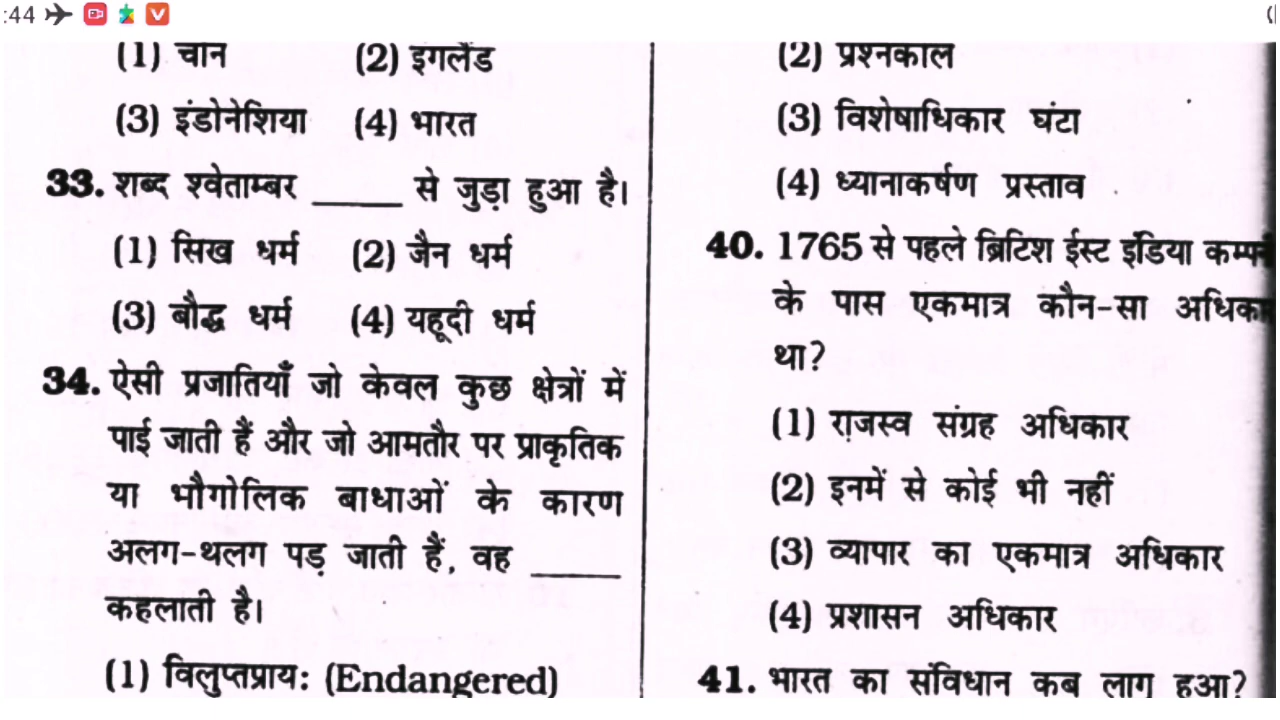 :44
(1) चीन (2) इंगलैंड
(3) इंडोनेशिया (4) भारत
33. शब्द श्वेताम्बर ______ से जुड़ा हुआ है।
(1) सिख धर्म (2) जैन धर्म
(3) बौद्ध धर्म (4) यहूदी धर्म
34. ऐसी प्रजातियाँ जो केवल कुछ क्षेत्रों में
पाई जाती हैं और जो आमतौर पर प्राकृतिक
या भौगोलिक बाधाओं के कारण
अलग-थलग पड़ जाती हैं, वह ______
कहलाती है।
(1) विलुप्तप्राय: (Endangered)
(2) प्रश्नकाल
(3) विशेषाधिकार घंटा
(4) ध्यानाकर्षण प्रस्ताव
40. 1765 से पहले ब्रिटिश ईस्ट इंडिया
के पास एकमात्र कौन-सा
था?
(1) राजस्व संग्रह अधिकार
(2) इनमें से कोई भी नहीं
(3) व्यापार का एकमात्र अधिकार
(4) प्रशासन अधिकार
41. भारत का संविधान कब लागू हुआ?